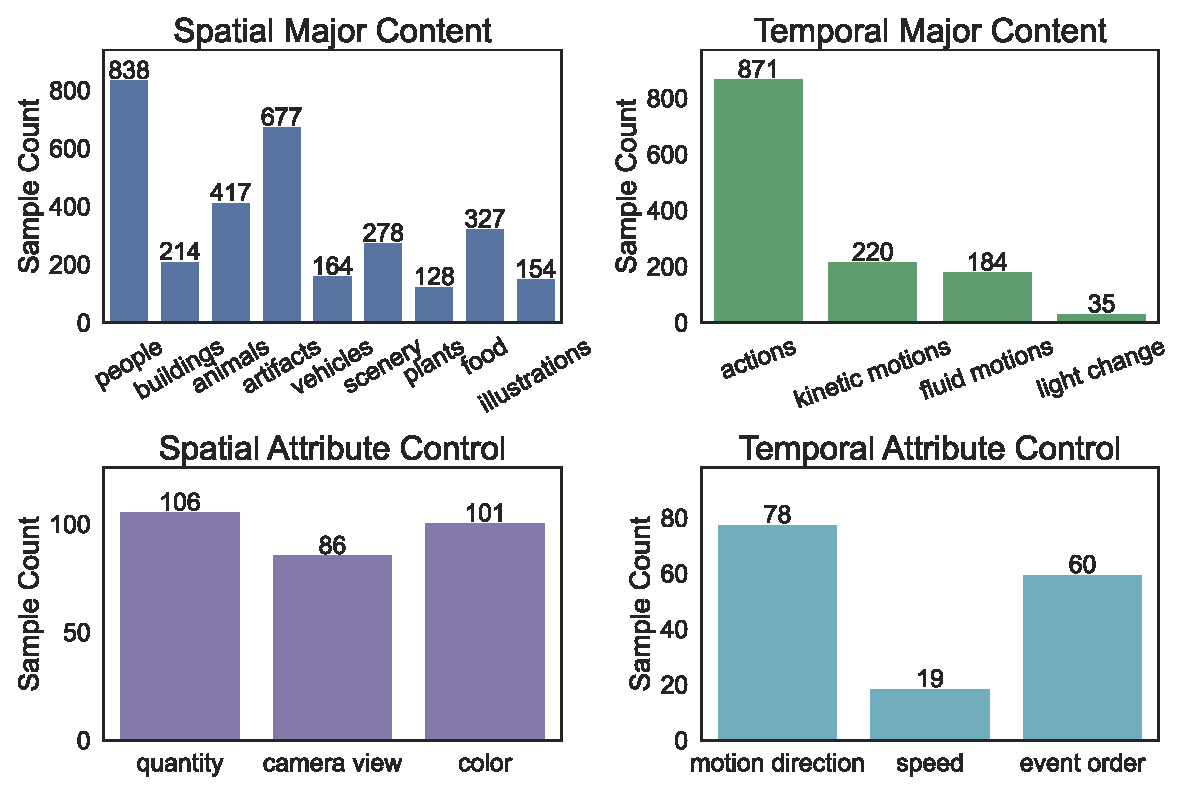 Spatial Major Content
Sample Count
800
600
400
200
0
838
214
417
677
164
278
128
327
154
people
buildings
animals
artifacts
vehicles
scenery
plants
food
illustrations
Temporal Major Content
Sample Count
800
600
400
200
0
871
220
184
35
actions
kinetic motions
fluid motions
light change
Spatial Attribute Control
Sample Count
100
50
0
106
86
101
quantity
camera view
color
Temporal Attribute Control
Sample Count
80
60
40
20
0
78
19
60
motion direction
speed
event order